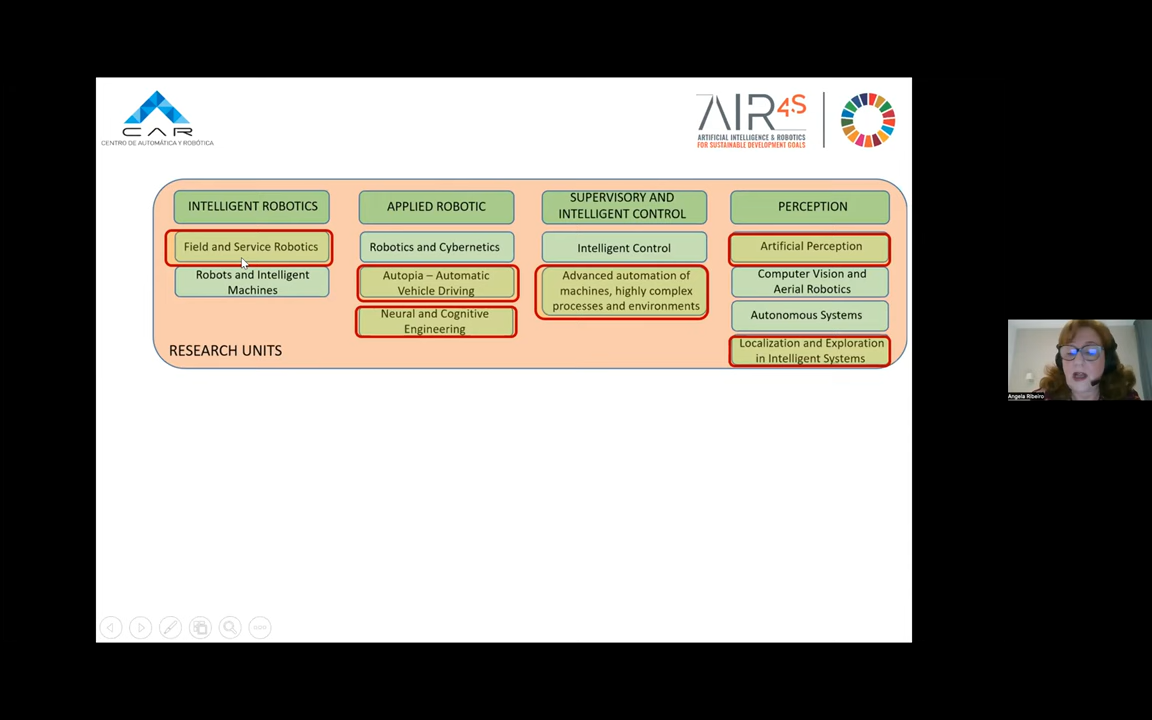 CAR
CENTRO DE AUTOMÁTICA Y ROBÓTICA
AIR4S
ARTIFICIAL INTELLIGENCE & ROBOTICS
FOR SUSTAINABLE DEVELOPMENT GOALS
INTELLIGENT ROBOTICS
Field and Service Robotics
Robots and Intelligent
Machines
APPLIED ROBOTIC
Robotics and Cybernetics
Autopia – Automatic
Vehicle Driving
Neural and Cognitive
Engineering
SUPERVISORY AND
INTELLIGENT CONTROL
Intelligent Control
Advanced automation of
machines, highly complex
processes and environments
PERCEPTION
Artificial Perception
Computer Vision and
Aerial Robotics
Autonomous Systems
Localization and Exploration
in Intelligent Systems
RESEARCH UNITS
Angela Ribeiro